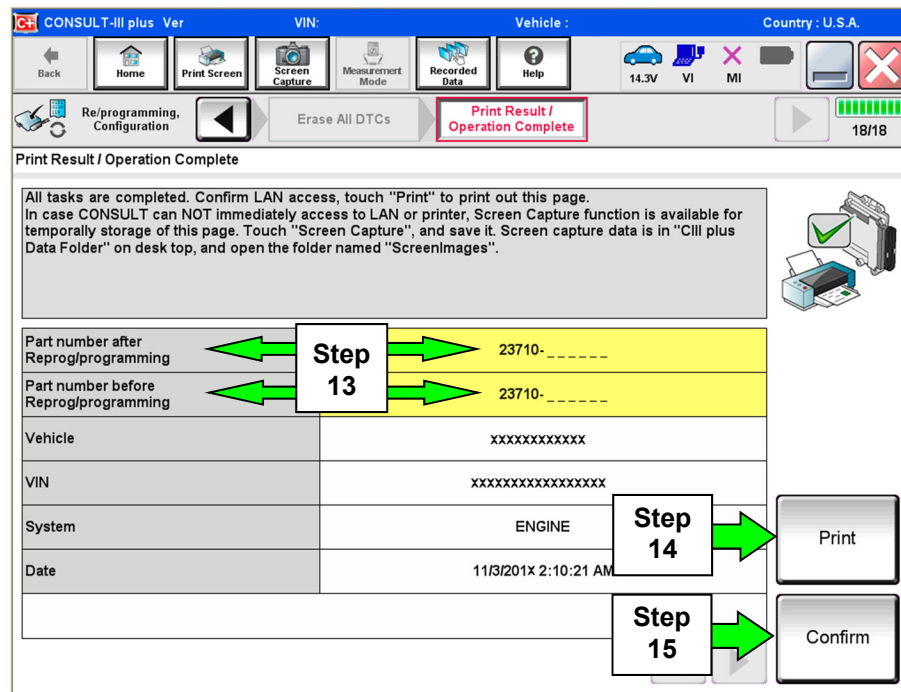 C+ CONSULT-III plus Ver VIN: Vehicle : Country : U.S.A.
Back Home Print Screen Screen Capture Measurement Mode Recorded Data Help 14.3V VI MI
Re/programming, Configuration Erase All DTCs Print Result / Operation Complete 18/18
Print Result / Operation Complete
All tasks are completed. Confirm LAN access, touch "Print" to print out this page.
In case CONSULT can NOT immediately access to LAN or printer, Screen Capture function is available for
temporally storage of this page. Touch "Screen Capture", and save it. Screen capture data is in "CIII plus
Data Folder" on desk top, and open the folder named "ScreenImages".
Part number after
Reprog/programming
23710-_ _ _ _ _ _
Step
13
Part number before
Reprog/programming
23710-_ _ _ _ _ _
Vehicle xxxxxxxxxxxx
VIN xxxxxxxxxxxxxxxxx
System ENGINE
Step
14
Print
Date 11/3/201X 2:10:21 AM
Step
15
Confirm